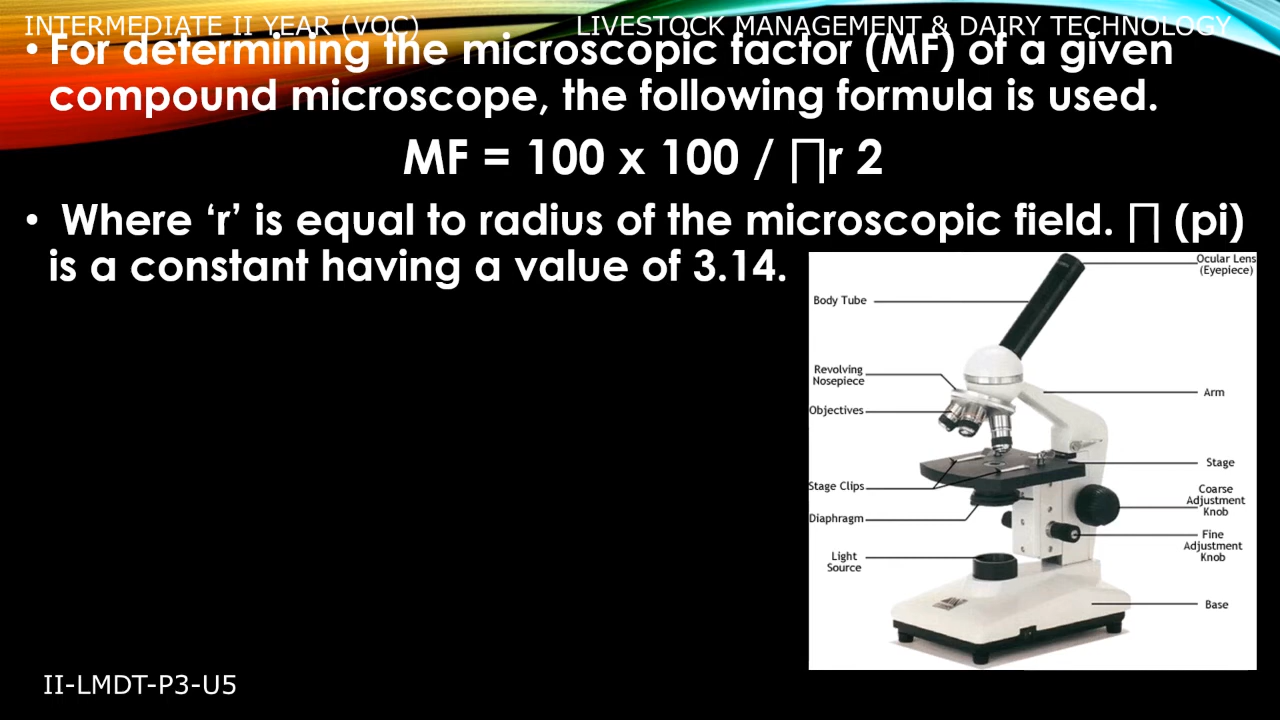 INTERMEDIATE II YEAR (VOC) LIVESTOCK MANAGEMENT & DAIRY TECHNOLOGY
• For determining the microscopic factor (MF) of a given
compound microscope, the following formula is used.
MF = 100 x 100 / ∏r 2
• Where ‘r’ is equal to radius of the microscopic field. ∏ (pi)
is a constant having a value of 3.14.
Ocular Lens
(Eyepiece)
Body Tube
Revolving
Nosepiece
Arm
Objectives
Stage
Stage Clips
Coarse
Adjustment
Knob
Diaphragm
Fine
Adjustment
Knob
Light
Source
Base
II-LMDT-P3-U5